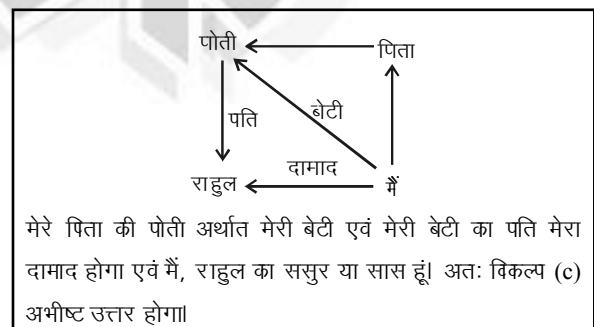 पोती पिता
बेटी
पति
दामाद
राहुल मैं
मेरे पिता की पोती अर्थात मेरी बेटी एवं मेरी बेटी का पति मेरा
दामाद होगा एवं मैं, राहुल का ससुर या सास हूं। अतः विकल्प (c)
अभीष्ट उत्तर होगा।